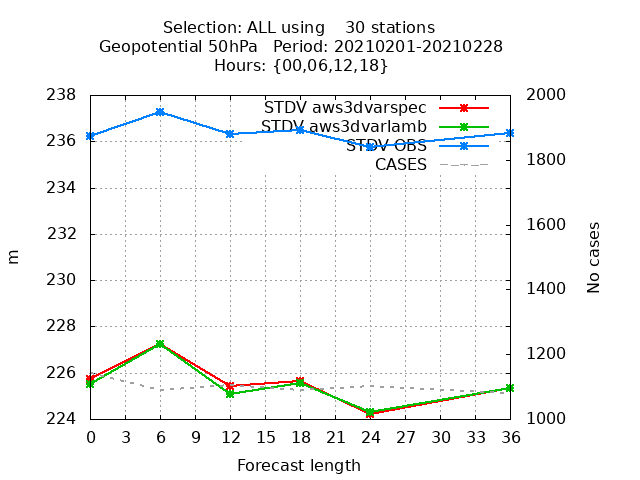 Selection: ALL using    30 stations
Geopotential 50hPa   Period: 20210201-20210228
Hours: {00,06,12,18}
STDV aws3dvarspec
STDV aws3dvarlamb
STDV OBS
CASES
238
236
234
232
230
228
226
224
m
2000
1800
1600
1400
1200
1000
No cases
0 3 6 9 12 15 18 21 24 27 30 33 36
Forecast length